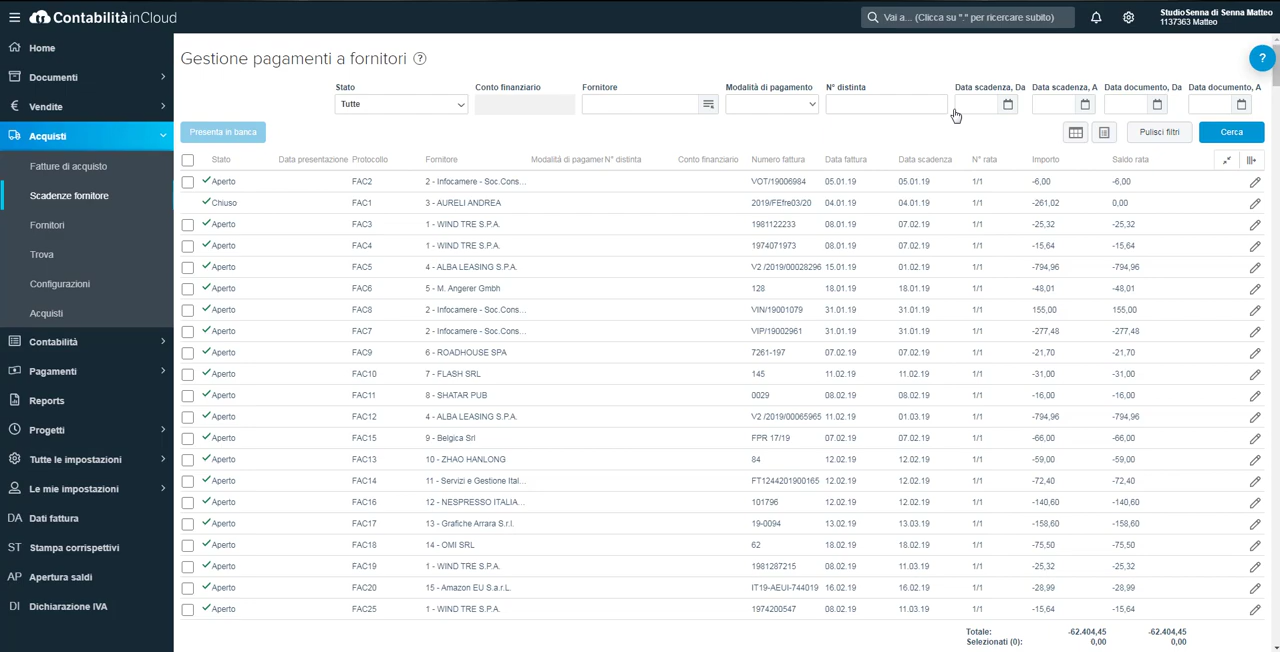 ContabilitàinCloud
Vai a... (Clicca su "." per ricercare subito)
StudioSenna di Senna Matteo
1137363 Matteo
Home
Documenti
Vendite
Acquisti
Fatture di acquisto
Scadenze fornitore
Fornitori
Trova
Configurazioni
Acquisti
Contabilità
Pagamenti
Reports
Progetti
Tutte le impostazioni
Le mie impostazioni
DA Dati fattura
ST Stampa corrispettivi
AP Apertura saldi
DI Dichiarazione IVA
Gestione pagamenti a fornitori ?
?
Stato Conto finanziario Fornitore Modalità di pagamento N° distinta Data scadenza, Da Data scadenza, A Data documento, Da Data documento, A
Tutte
Presenta in banca Pulisci filtri Cerca
Stato Data presentazione Protocollo Fornitore Modalità di pagamer N° distinta Conto finanziario Numero fattura Data fattura Data scadenza N° rata Importo Saldo rata
Aperto FAC2 2 - Infocamere - Soc.Cons... VOT/19006984 05.01.19 05.01.19 1/1 -6,00 -6,00
Chiuso FAC1 3 - AURELI ANDREA 2019/FEfre03/20 04.01.19 04.01.19 1/1 -261,02 0,00
Aperto FAC3 1 - WIND TRE S.P.A. 1981122233 08.01.19 07.02.19 1/1 -25,32 -25,32
Aperto FAC4 1 - WIND TRE S.P.A. 1974071973 08.01.19 07.02.19 1/1 -15,64 -15,64
Aperto FAC5 4 - ALBA LEASING S.P.A. V2 /2019/00028296 15.01.19 01.02.19 1/1 -794,96 -794,96
Aperto FAC6 5 - M. Angerer Gmbh 128 18.01.19 18.01.19 1/1 -48,01 -48,01
Aperto FAC8 2 - Infocamere - Soc.Cons... VIN/19001079 31.01.19 31.01.19 1/1 155,00 155,00
Aperto FAC7 2 - Infocamere - Soc.Cons... VIP/19002961 31.01.19 31.01.19 1/1 -277,48 -277,48
Aperto FAC9 6 - ROADHOUSE SPA 7261-197 07.02.19 07.02.19 1/1 -21,70 -21,70
Aperto FAC10 7 - FLASH SRL 145 11.02.19 11.02.19 1/1 -31,00 -31,00
Aperto FAC11 8 - SHATAR PUB 0029 08.02.19 08.02.19 1/1 -16,00 -16,00
Aperto FAC12 4 - ALBA LEASING S.P.A. V2 /2019/00065965 11.02.19 01.03.19 1/1 -794,96 -794,96
Aperto FAC15 9 - Belgica Srl FPR 17/19 07.02.19 07.02.19 1/1 -66,00 -66,00
Aperto FAC13 10 - ZHAO HANLONG 84 12.02.19 12.02.19 1/1 -59,00 -59,00
Aperto FAC14 11 - Servizi e Gestione Ital... FT1244201900165 12.02.19 12.02.19 1/1 -72,40 -72,40
Aperto FAC16 12 - NESPRESSO ITALIA... 101796 12.02.19 12.02.19 1/1 -140,60 -140,60
Aperto FAC17 13 - Grafiche Arrara S.r.l. 19-0094 13.02.19 13.03.19 1/1 -158,60 -158,60
Aperto FAC18 14 - OMI SRL 62 18.02.19 18.02.19 1/1 -75,50 -75,50
Aperto FAC19 1 - WIND TRE S.P.A. 1981287215 08.02.19 11.03.19 1/1 -25,32 -25,32
Aperto FAC20 15 - Amazon EU S.a r.L. IT19-AEUI-744019 16.02.19 16.02.19 1/1 -28,99 -28,99
Aperto FAC25 1 - WIND TRE S.P.A. 1974200547 08.02.19 11.03.19 1/1 -15,64 -15,64
Totale: -62.404,45 -62.404,45
Selezionati (0): 0,00 0,00